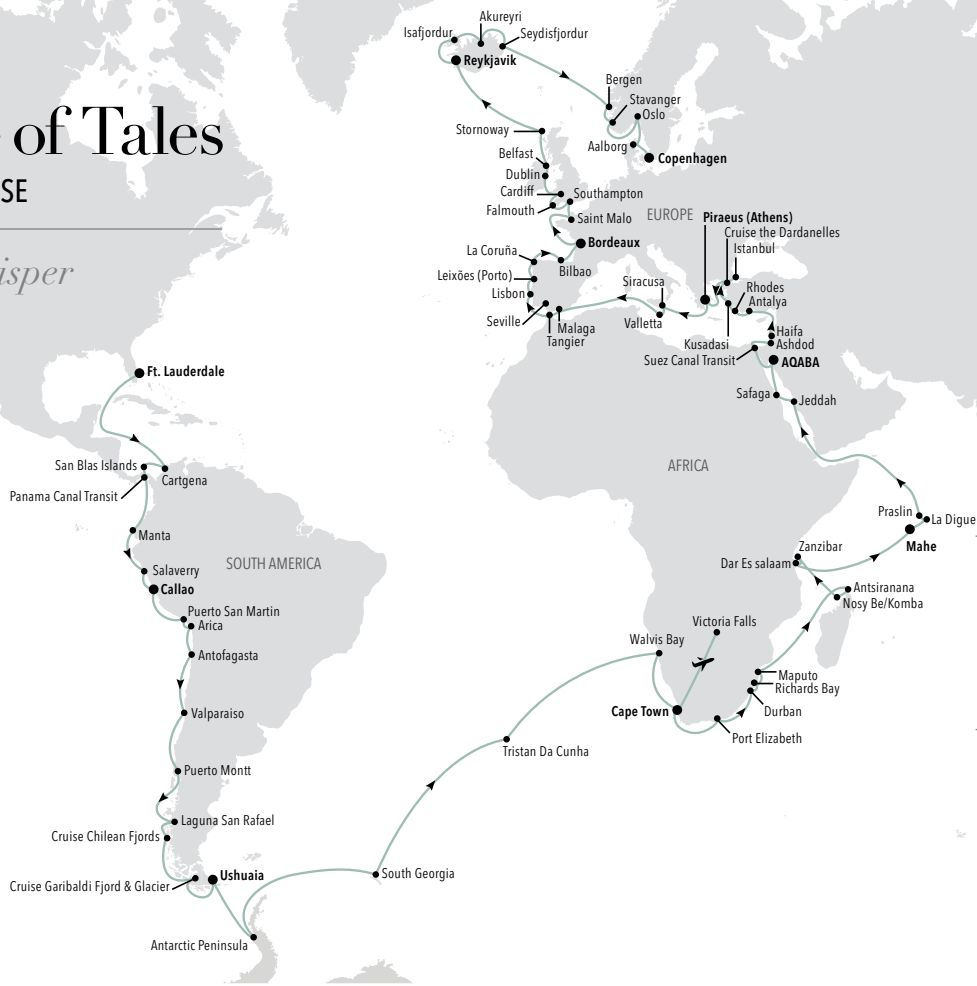 of Tales
SE
isper
Isafjordur
Akureyri
Seydisfjordur
Reykjavik
Bergen
Stavanger
Oslo
Stornoway
Aalborg
Copenhagen
Belfast
Dublin
Cardiff
Southampton
Falmouth
Saint Malo
EUROPE
Piraeus (Athens)
Cruise the Dardanelles
Istanbul
Bordeaux
La Coruña
Bilbao
Leixões (Porto)
Siracusa
Rhodes
Antalya
Lisbon
Seville
Malaga
Tangier
Valletta
Kusadasi
Haifa
Ashdod
Suez Canal Transit
AQABA
Ft. Lauderdale
Safaga
Jeddah
San Blas Islands
Cartgena
Panama Canal Transit
AFRICA
Manta
Praslin
La Digue
Mahe
Salaverry
SOUTH AMERICA
Zanzibar
Dar Es salaam
Callao
Antsiranana
Nosy Be/Komba
Puerto San Martin
Arica
Victoria Falls
Walvis Bay
Antofagasta
Maputo
Richards Bay
Valparaiso
Cape Town
Durban
Port Elizabeth
Tristan Da Cunha
Puerto Montt
Laguna San Rafael
Cruise Chilean Fjords
Ushuaia
South Georgia
Cruise Garibaldi Fjord & Glacier
Antarctic Peninsula